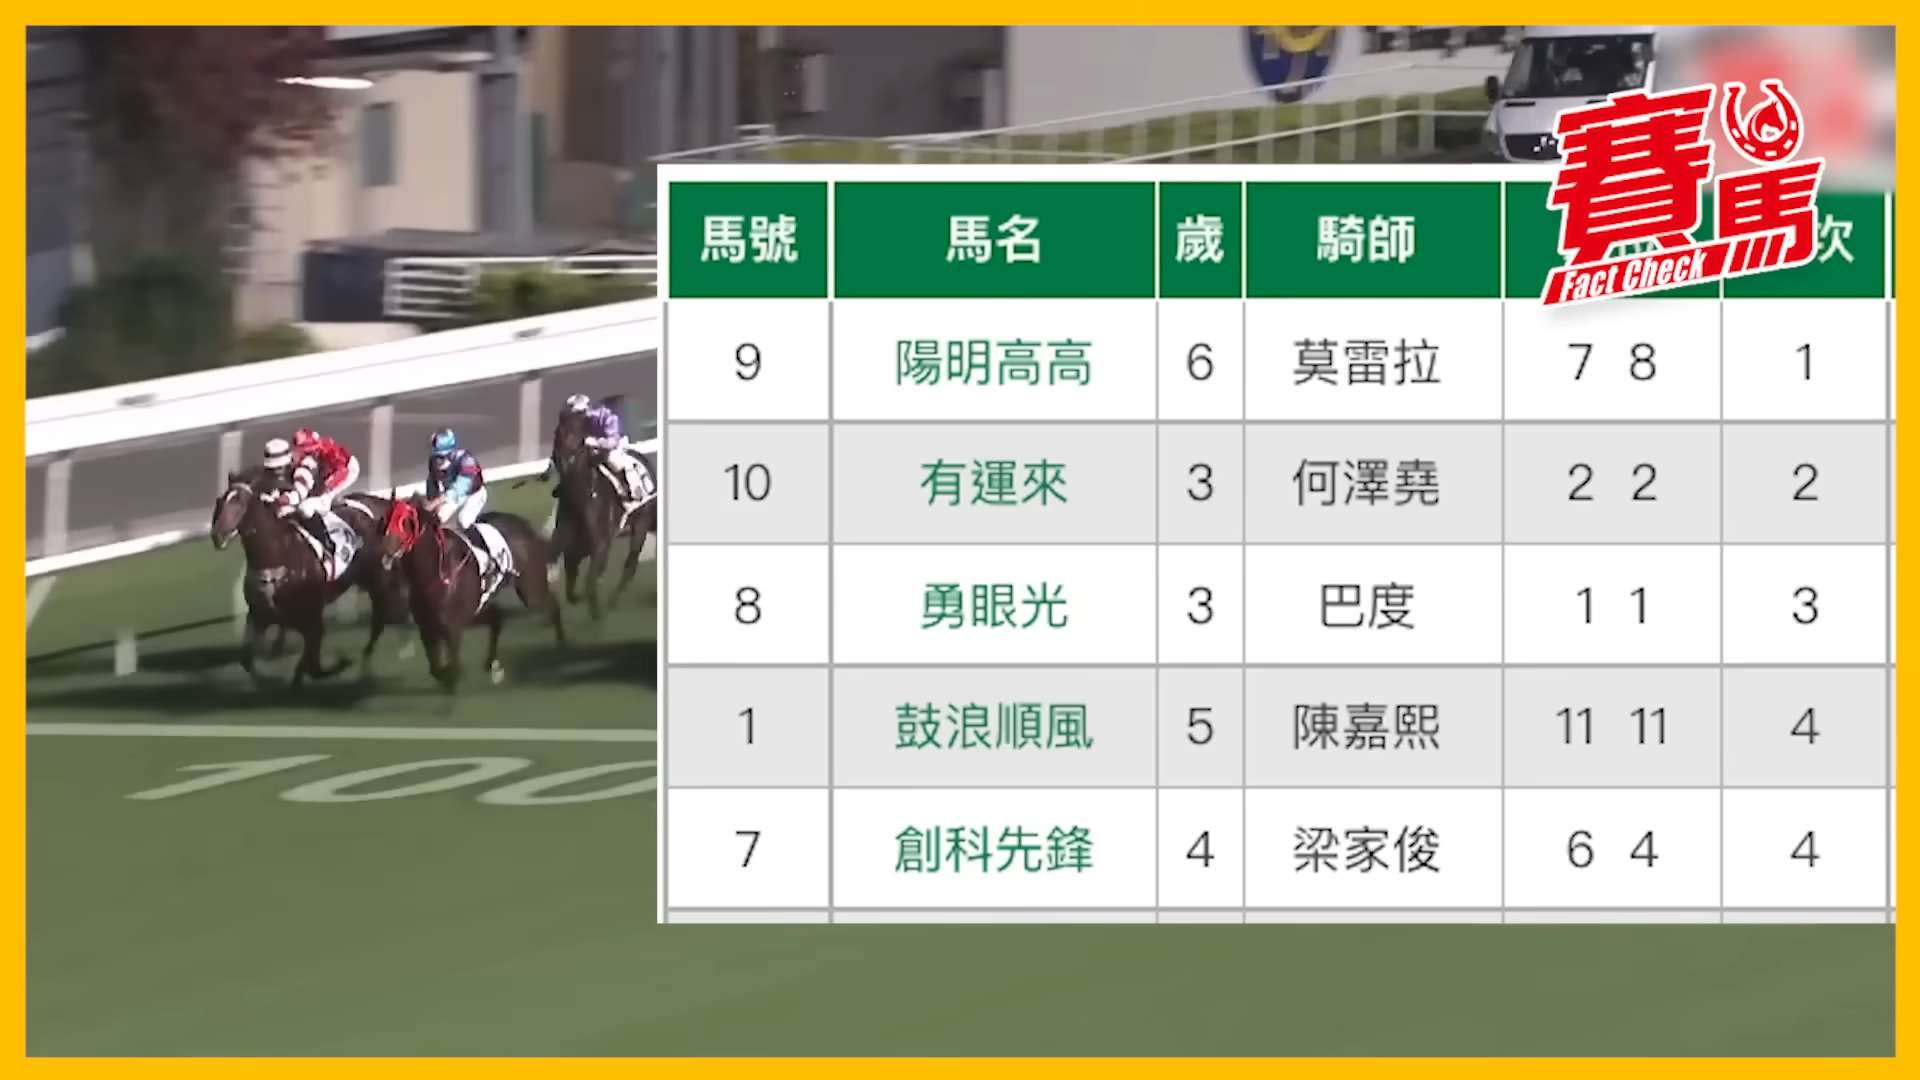 賽馬
Fact Check
馬號 馬名 歲 騎師 次
9 陽明高高 6 莫雷拉 7 8 1
10 有運來 3 何澤堯 2 2 2
8 勇眼光 3 巴度 1 1 3
1 鼓浪順風 5 陳嘉熙 11 11 4
7 創科先鋒 4 梁家俊 6 4 4
100